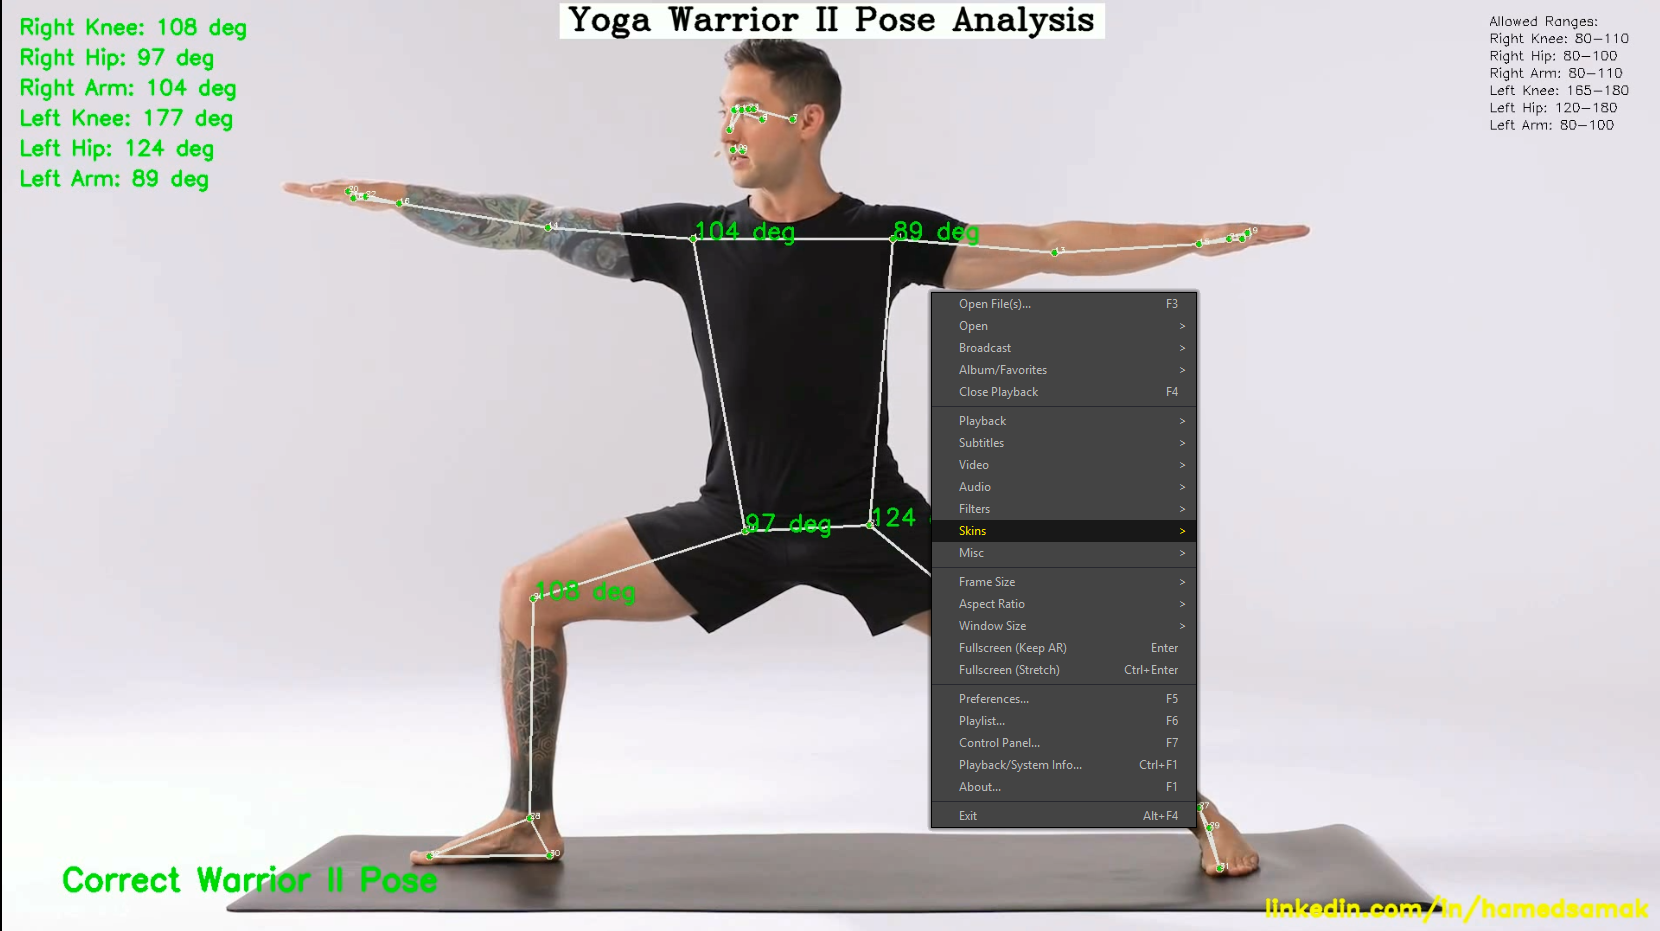 Yoga Warrior II Pose Analysis
Right Knee: 108 deg
Right Hip: 97 deg
Right Arm: 104 deg
Left Knee: 177 deg
Left Hip: 124 deg
Left Arm: 89 deg
Allowed Ranges:
Right Knee: 80-110
Right Hip: 80-100
Right Arm: 80-110
Left Knee: 165-180
Left Hip: 120-180
Left Arm: 80-100
104 deg
89 deg
97 deg
124
108 deg
Open File(s)... F3
Open >
Broadcast >
Album/Favorites >
Close Playback F4
Playback >
Subtitles >
Video >
Audio >
Filters >
Skins >
Misc >
Frame Size >
Aspect Ratio >
Window Size >
Fullscreen (Keep AR) Enter
Fullscreen (Stretch) Ctrl+Enter
Preferences... F5
Playlist... F6
Control Panel... F7
Playback/System Info... Ctrl+F1
About... F1
Exit Alt+F4
Correct Warrior II Pose
linkedin.com/in/hamedsamak